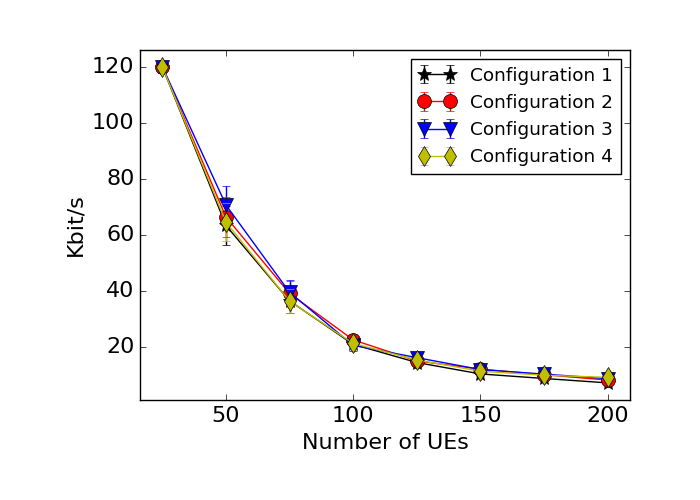 120
100
80
60
40
20
Kbit/s
50 100 150 200
Number of UEs
Configuration 1
Configuration 2
Configuration 3
Configuration 4